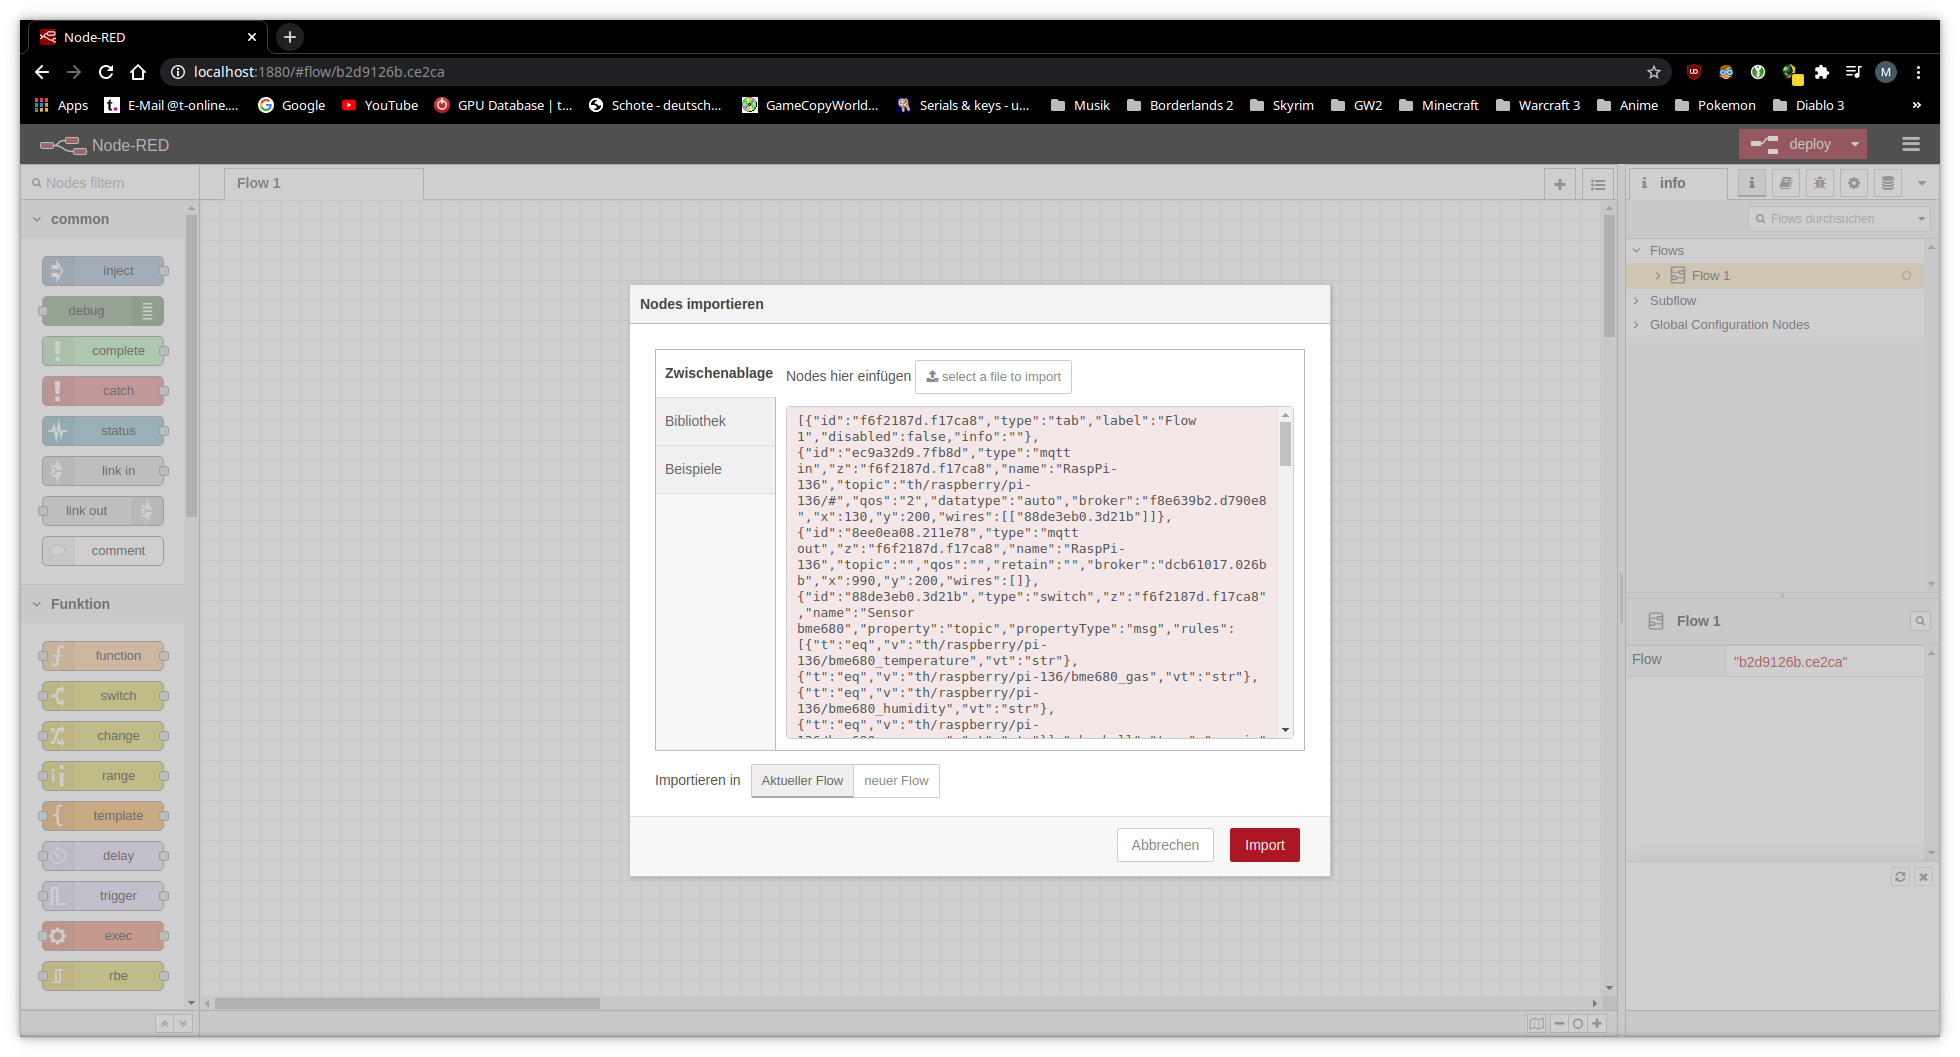 Node-RED
localhost:1880/#flow/b2d9126b.ce2ca
M
Apps
E-Mail @t-online....
Google
YouTube
GPU Database | t...
Schote - deutsch...
GameCopyWorld...
Serials & keys - u...
Musik
Borderlands 2
Skyrim
GW2
Minecraft
Warcraft 3
Anime
Pokemon
Diablo 3
»
Node-RED
deploy
Nodes filtern
Flow 1
info
Flows durchsuchen
common
inject
debug
complete
catch
status
link in
link out
comment
Funktion
function
switch
change
range
template
delay
trigger
exec
rbe
Nodes importieren
Zwischenablage
Bibliothek
Beispiele
Nodes hier einfügen
select a file to import
[{"id":"f6f2187d.f17ca8","type":"tab","label":"Flow
1","disabled":false,"info":""},
{"id":"ec9a32d9.7fb8d","type":"mqtt
in","z":"f6f2187d.f17ca8","name":"RaspPi-
136","topic":"th/raspberry/pi-
136/#","qos":"2","datatype":"auto","broker":"f8e639b2.d790e8
","x":130,"y":200,"wires":[["88de3eb0.3d21b"]]},
{"id":"8ee0ea08.211e78","type":"mqtt
out","z":"f6f2187d.f17ca8","name":"RaspPi-
136","topic":"","qos":"","retain":"","broker":"dcb61017.026b
b","x":990,"y":200,"wires":[]},
{"id":"88de3eb0.3d21b","type":"switch","z":"f6f2187d.f17ca8"
,"name":"Sensor
bme680","property":"topic","propertyType":"msg","rules":
[{"t":"eq","v":"th/raspberry/pi-
136/bme680_temperature","vt":"str"},
{"t":"eq","v":"th/raspberry/pi-136/bme680_gas","vt":"str"},
{"t":"eq","v":"th/raspberry/pi-
136/bme680_humidity","vt":"str"},
{"t":"eq","v":"th/raspberry/pi-
Importieren in
Aktueller Flow
neuer Flow
Abbrechen
Import
Flows
Flow 1
Subflow
Global Configuration Nodes
Flow 1
Flow
"b2d9126b.ce2ca"